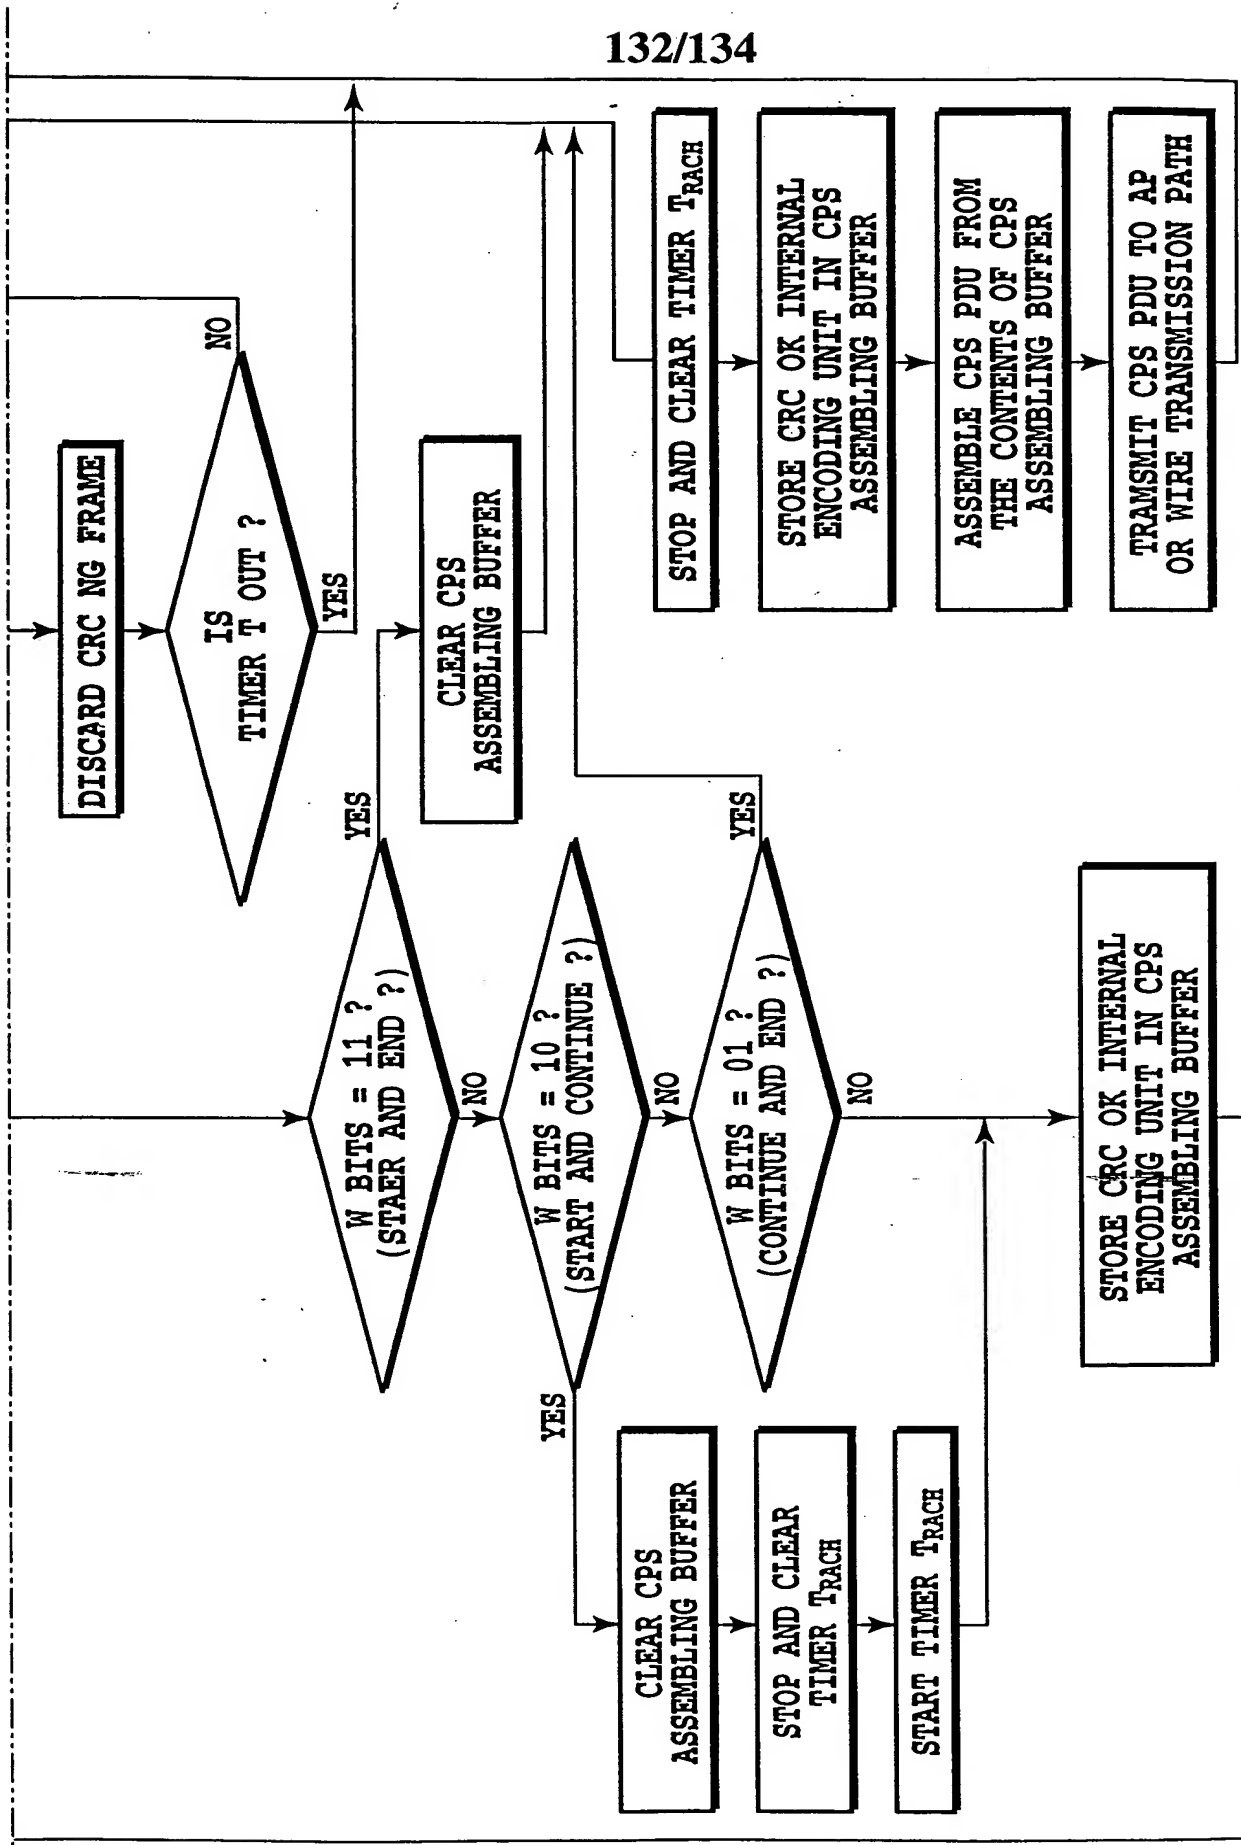 132/134
DISCARD CRC NG FRAME
IS
TIMER T OUT ?
NO
YES
W BITS = 11 ?
(STAER AND END ?)
YES
NO
CLEAR CPS
ASSEMBLING BUFFER
W BITS = 10 ?
(START AND CONTINUE ?)
YES
NO
W BITS = 01 ?
(CONTINUE AND END ?)
YES
NO
CLEAR CPS
ASSEMBLING BUFFER
STOP AND CLEAR
TIMER TRACH
START TIMER TRACH
STORE CRC OK INTERNAL
ENCODING UNIT IN CPS
ASSEMBLING BUFFER
STOP AND CLEAR TIMER TRACH
STORE CRC OK INTERNAL
ENCODING UNIT IN CPS
ASSEMBLING BUFFER
ASSEMBLE CPS PDU FROM
THE CONTENTS OF CPS
ASSEMBLING BUFFER
TRAMSMIT CPS PDU TO AP
OR WIRE TRANSMISSION PATH